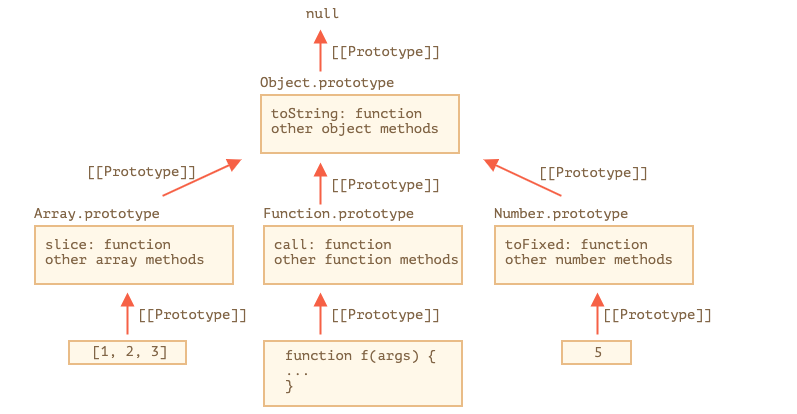 null
[[Prototype]]
Object.prototype
toString: function
other object methods
[[Prototype]]
[[Prototype]]
[[Prototype]]
Array.prototype
Function.prototype
Number.prototype
slice: function
other array methods
call: function
other function methods
toFixed: function
other number methods
[[Prototype]]
[[Prototype]]
[[Prototype]]
[1, 2, 3]
function f(args) {
...
}
5